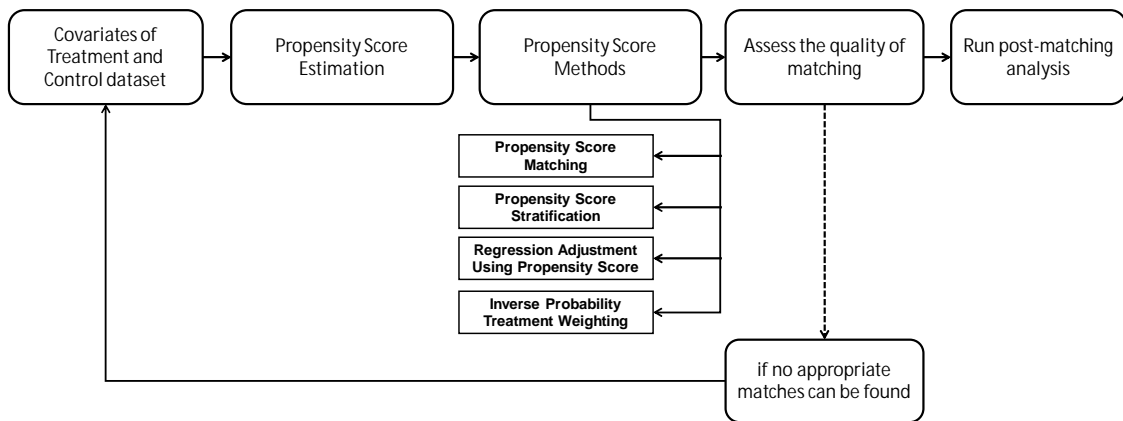 Covariates of
Treatment and
Control dataset
Propensity Score
Estimation
Propensity Score
Methods
Assess the quality of
matching
Run post-matching
analysis
Propensity Score
Matching
Propensity Score
Stratification
Regression Adjustment
Using Propensity Score
Inverse Probability
Treatment Weighting
if no appropriate
matches can be found